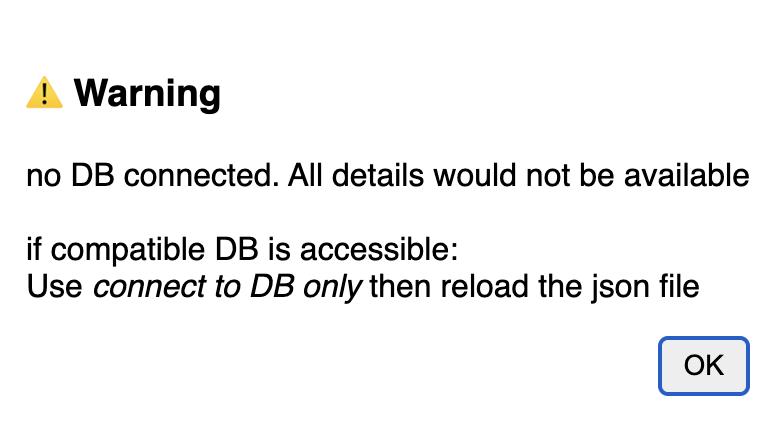 ⚠️ Warning
no DB connected. All details would not be available
if compatible DB is accessible:
Use connect to DB only then reload the json file
OK